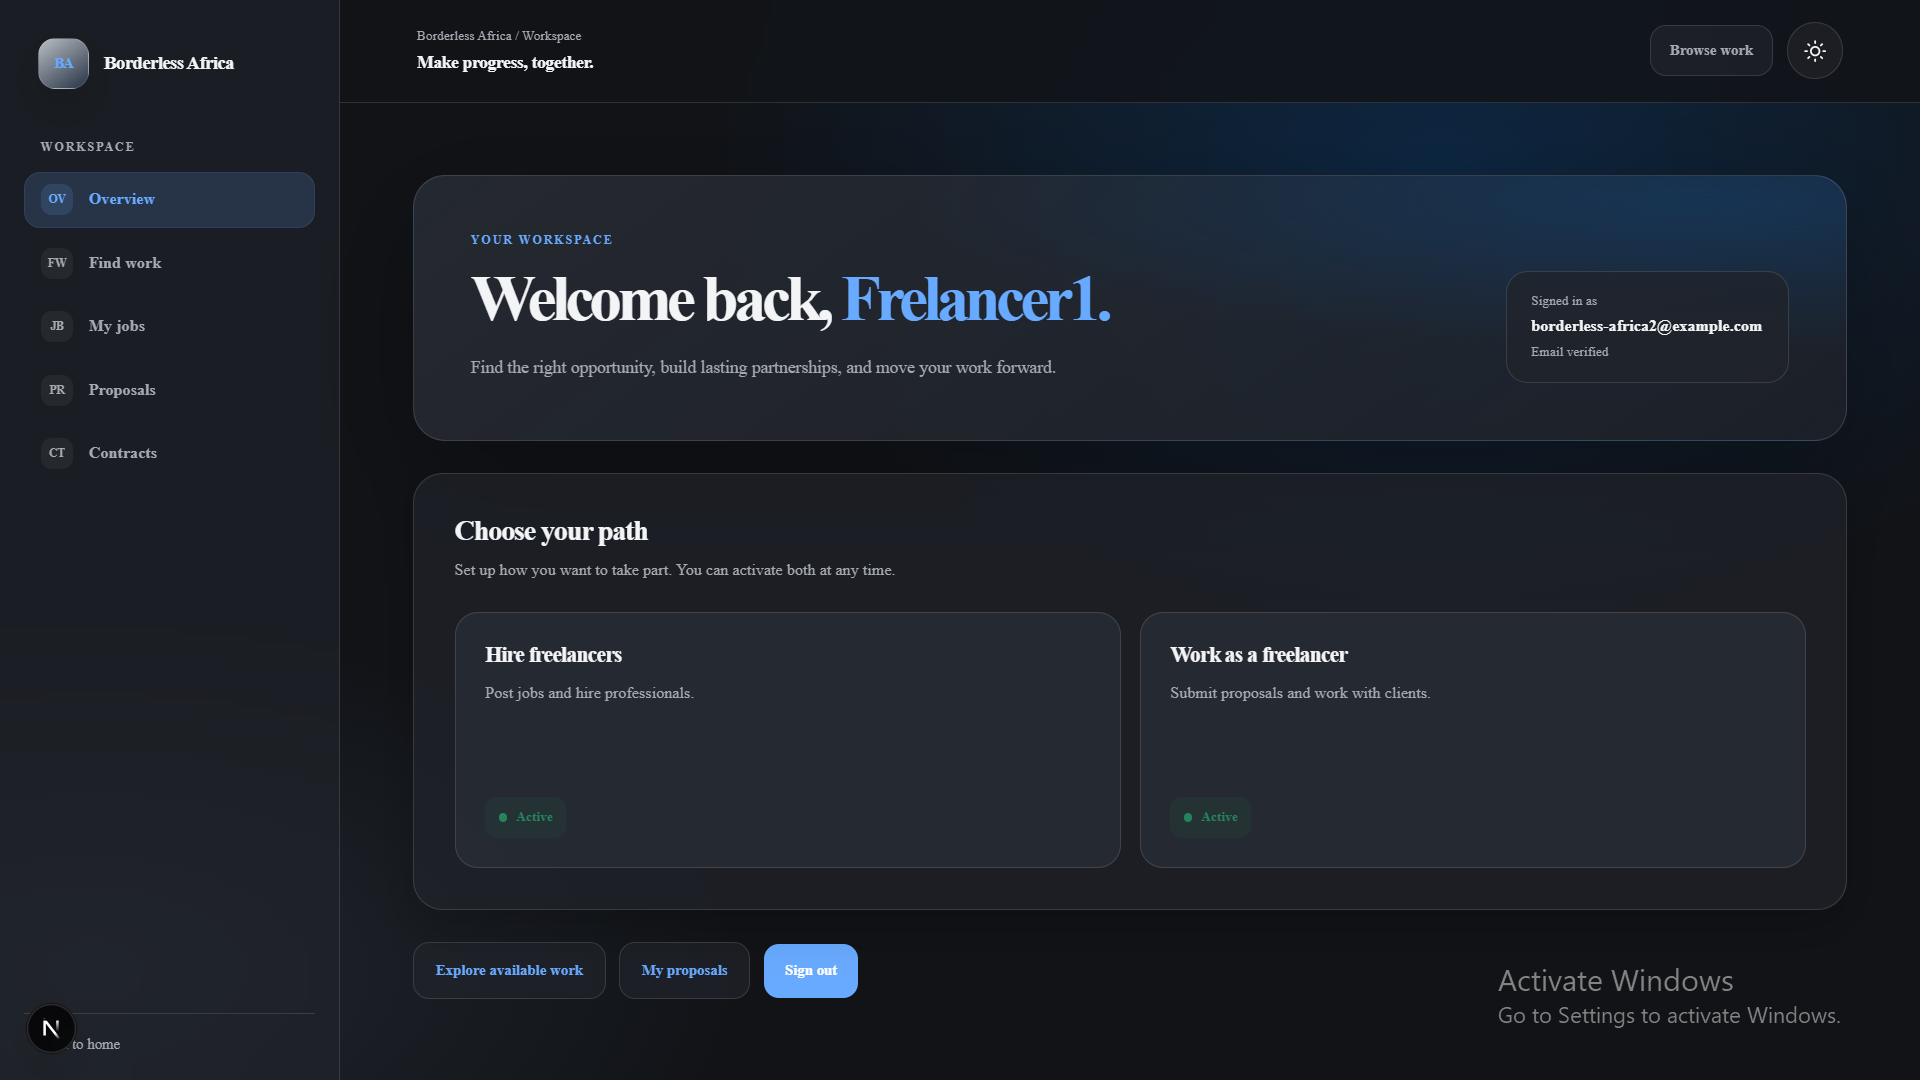 BA
Borderless Africa
WORKSPACE
OV Overview
FW Find work
JB My jobs
PR Proposals
CT Contracts
N
to home
Borderless Africa / Workspace
Make progress, together.
Browse work
YOUR WORKSPACE
Welcome back, Frelancer1.
Find the right opportunity, build lasting partnerships, and move your work forward.
Signed in as
borderless-africa2@example.com
Email verified
Choose your path
Set up how you want to take part. You can activate both at any time.
Hire freelancers
Post jobs and hire professionals.
Active
Work as a freelancer
Submit proposals and work with clients.
Active
Explore available work
My proposals
Sign out
Activate Windows
Go to Settings to activate Windows.